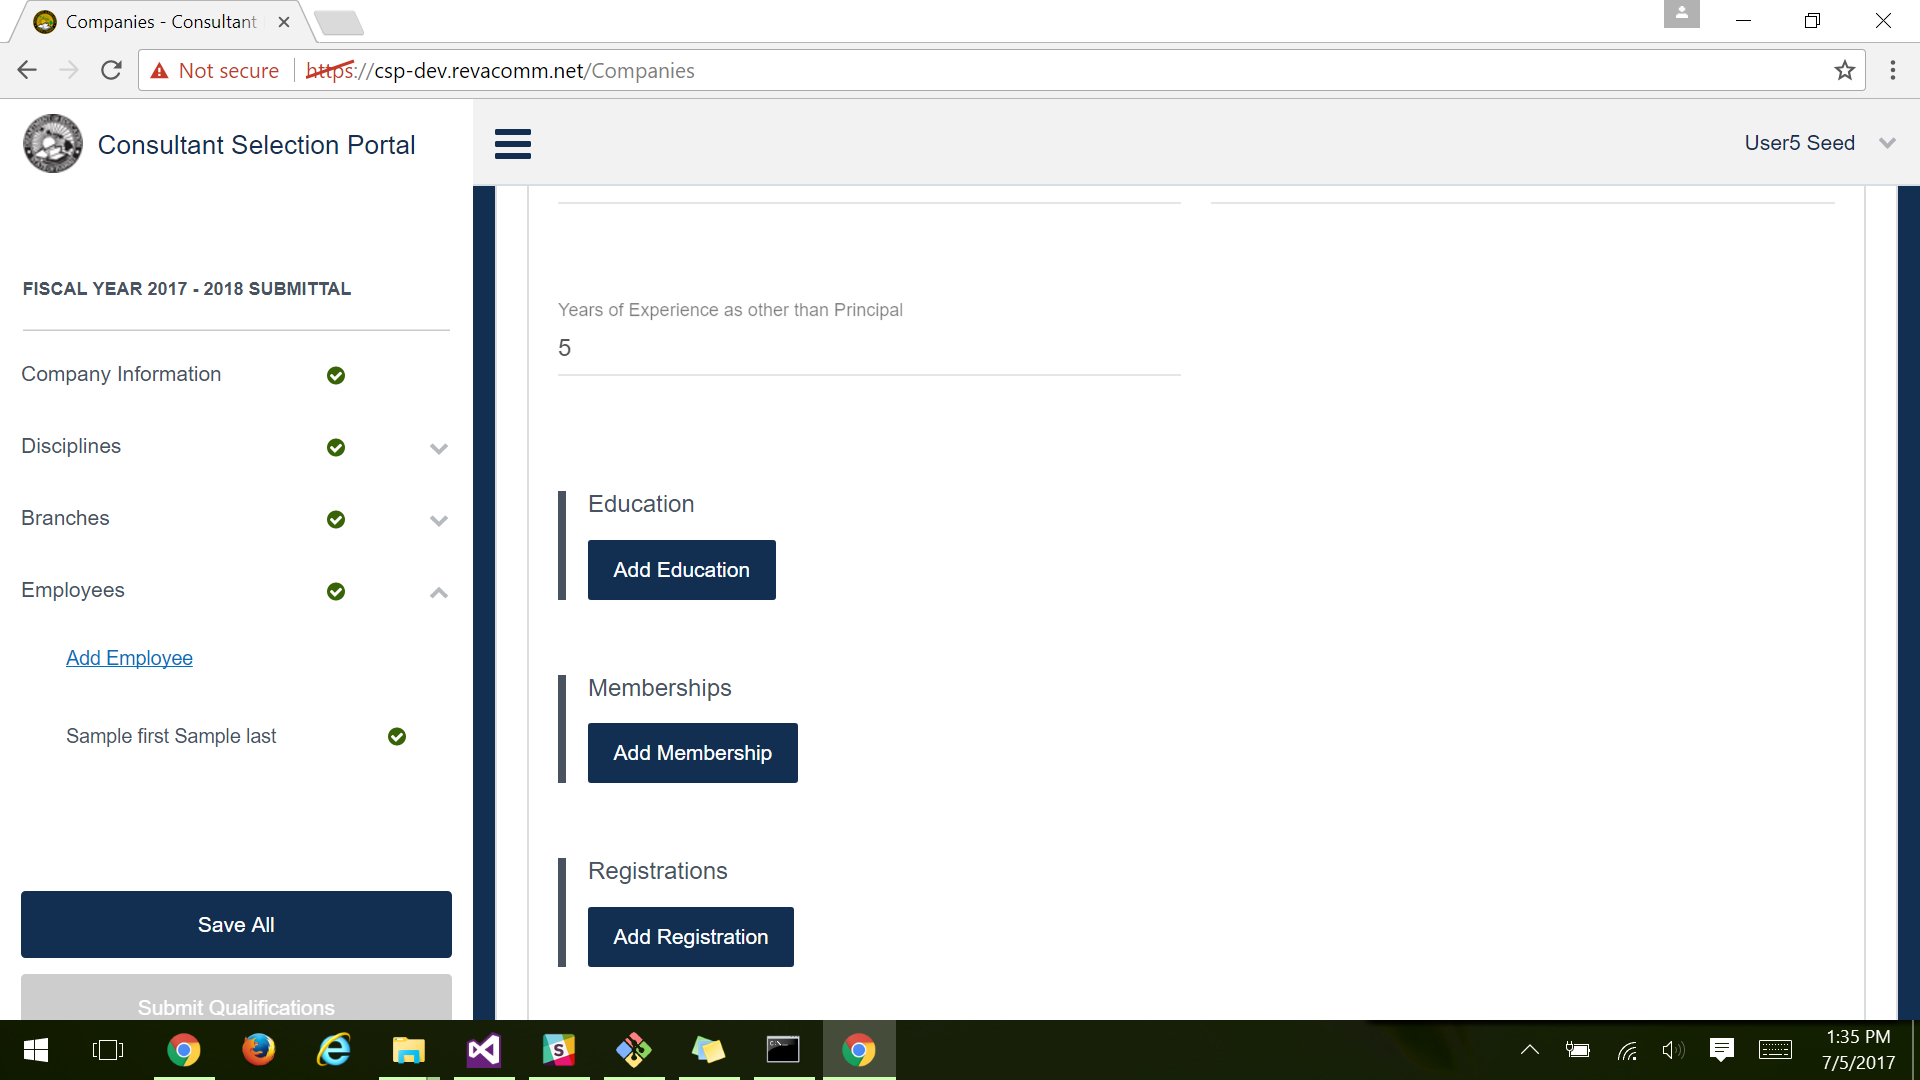 Companies - Consultant
Not secure
https://csp-dev.revacomm.net/Companies
Consultant Selection Portal
User5 Seed
FISCAL YEAR 2017 - 2018 SUBMITTAL
Company Information
Disciplines
Branches
Employees
Add Employee
Sample first Sample last
Save All
Submit Qualifications
Years of Experience as other than Principal
5
Education
Add Education
Memberships
Add Membership
Registrations
Add Registration
1:35 PM
7/5/2017